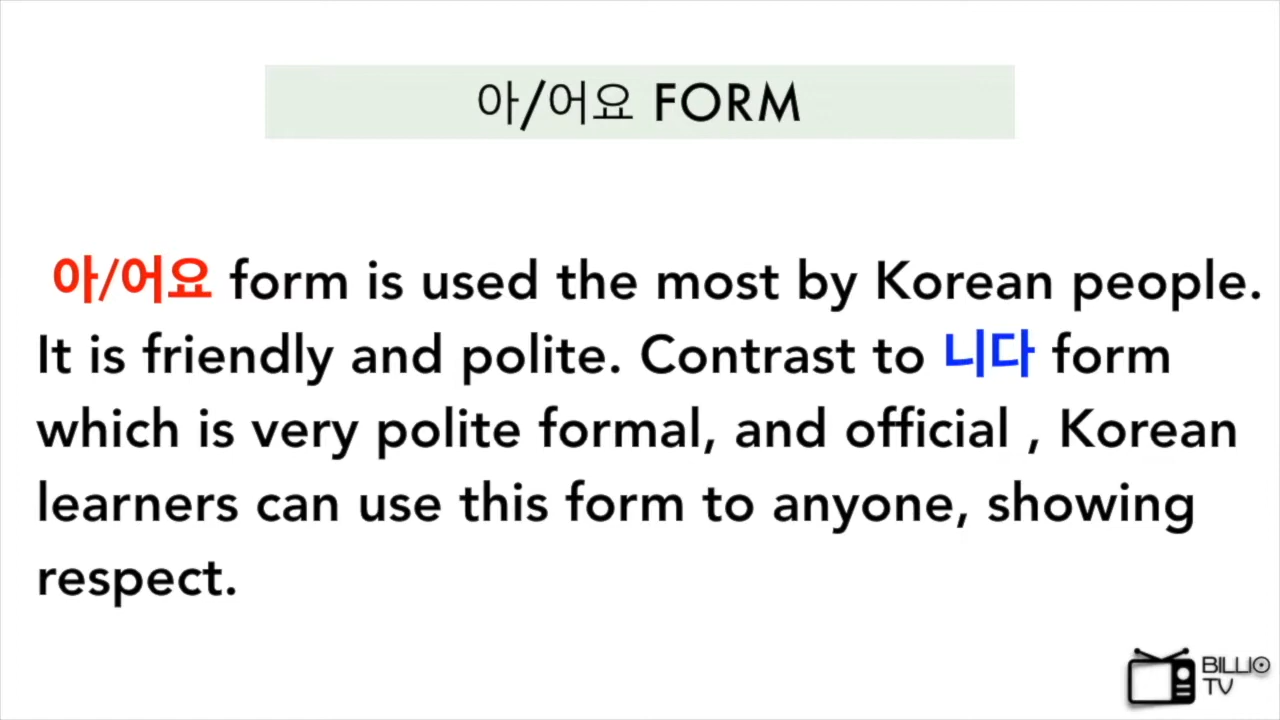 아/어요 FORM
아/어요 form is used the most by Korean people.
It is friendly and polite. Contrast to 니다 form
which is very polite formal, and official , Korean
learners can use this form to anyone, showing
respect.
BILLIO
TV